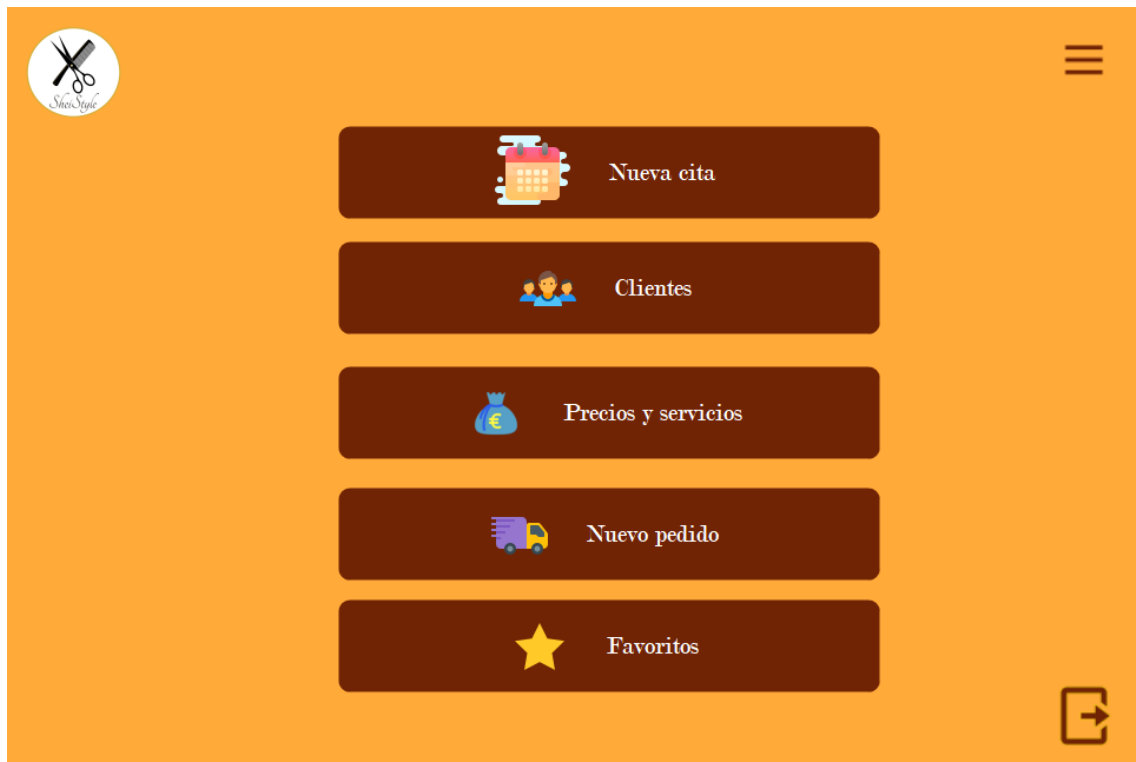 SheiStyle
Nueva cita
Clientes
€
Precios y servicios
Nuevo pedido
Favoritos